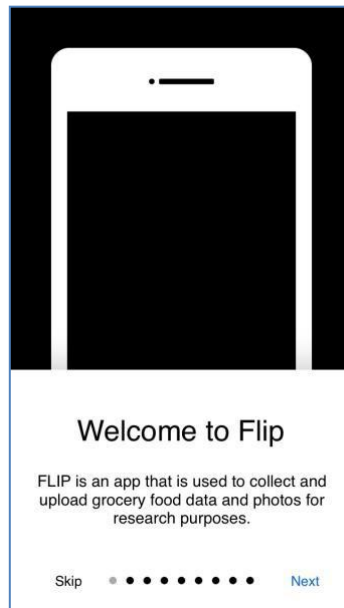 Welcome to Flip
FLIP is an app that is used to collect and
upload grocery food data and photos for
research purposes.
Skip Next